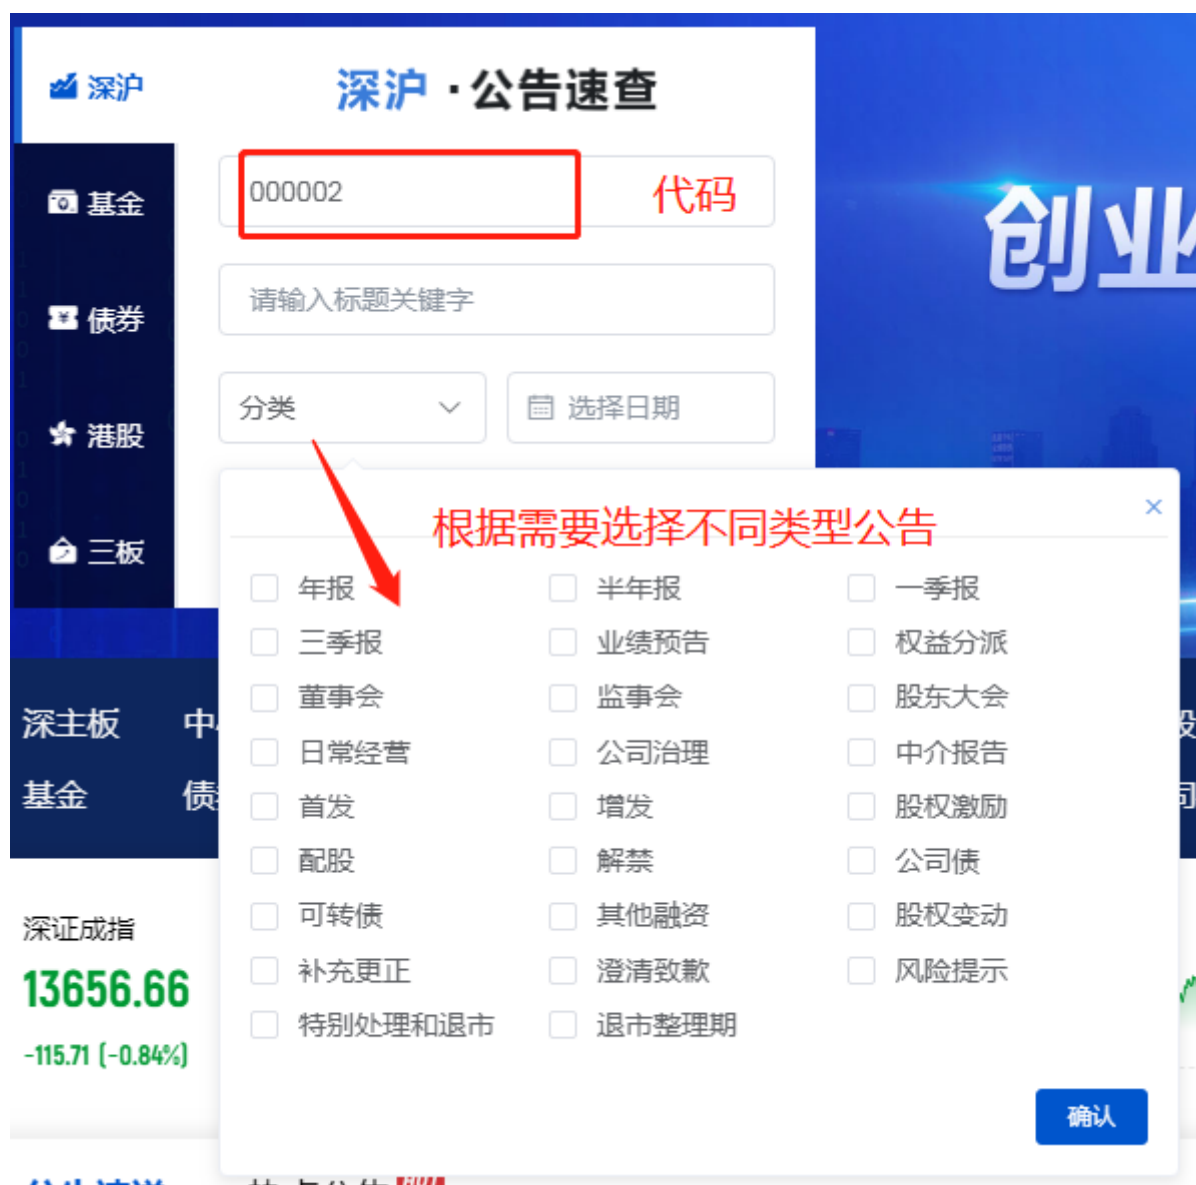 深沪
深沪·公告速查
基金
000002
代码
创业
请输入标题关键字
债券
分类
选择日期
港股
根据需要选择不同类型公告
三板
年报 半年报 一季报
三季报 业绩预告 权益分派
董事会 监事会 股东大会
日常经营 公司治理 中介报告
首发 增发 股权激励
配股 解禁 公司债
可转债 其他融资 股权变动
补充更正 澄清致歉 风险提示
特别处理和退市 退市整理期
确认
深主板 中
基金 债
深证成指
13656.66
-115.71 (-0.84%)